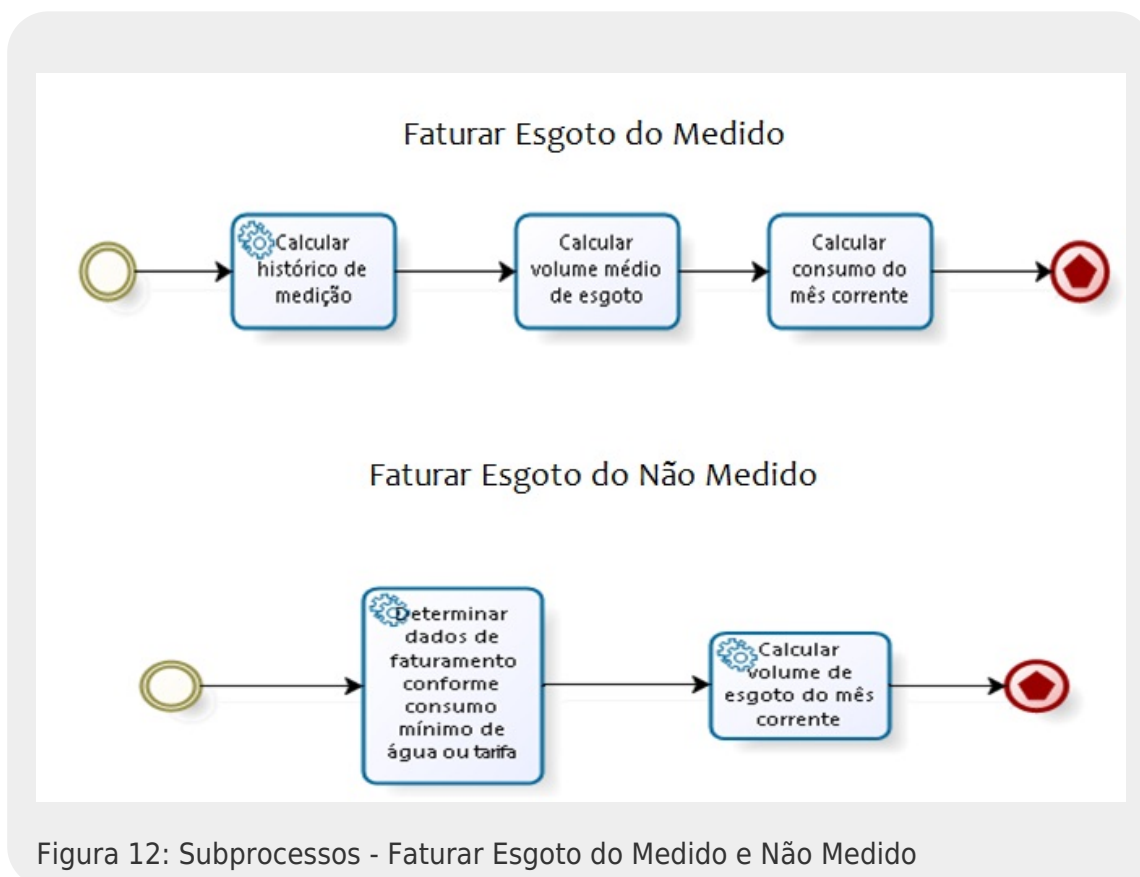 Faturar Esgoto do Medido
Calcular
histórico de
medição
Calcular
volume médio
de esgoto
Calcular
consumo do
mês corrente
Faturar Esgoto do Não Medido
Determinar
dados de
faturamento
conforme
consumo
mínimo de
água ou tarifa
Calcular
volume de
esgoto do mês
corrente
Figura 12: Subprocessos - Faturar Esgoto do Medido e Não Medido